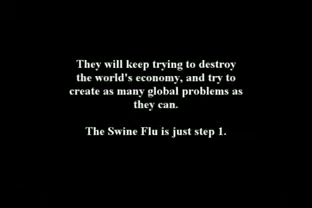 They will keep trying to destroy
the world's economy, and try to
create as many global problems as
they can.
The Swine Flu is just step 1.